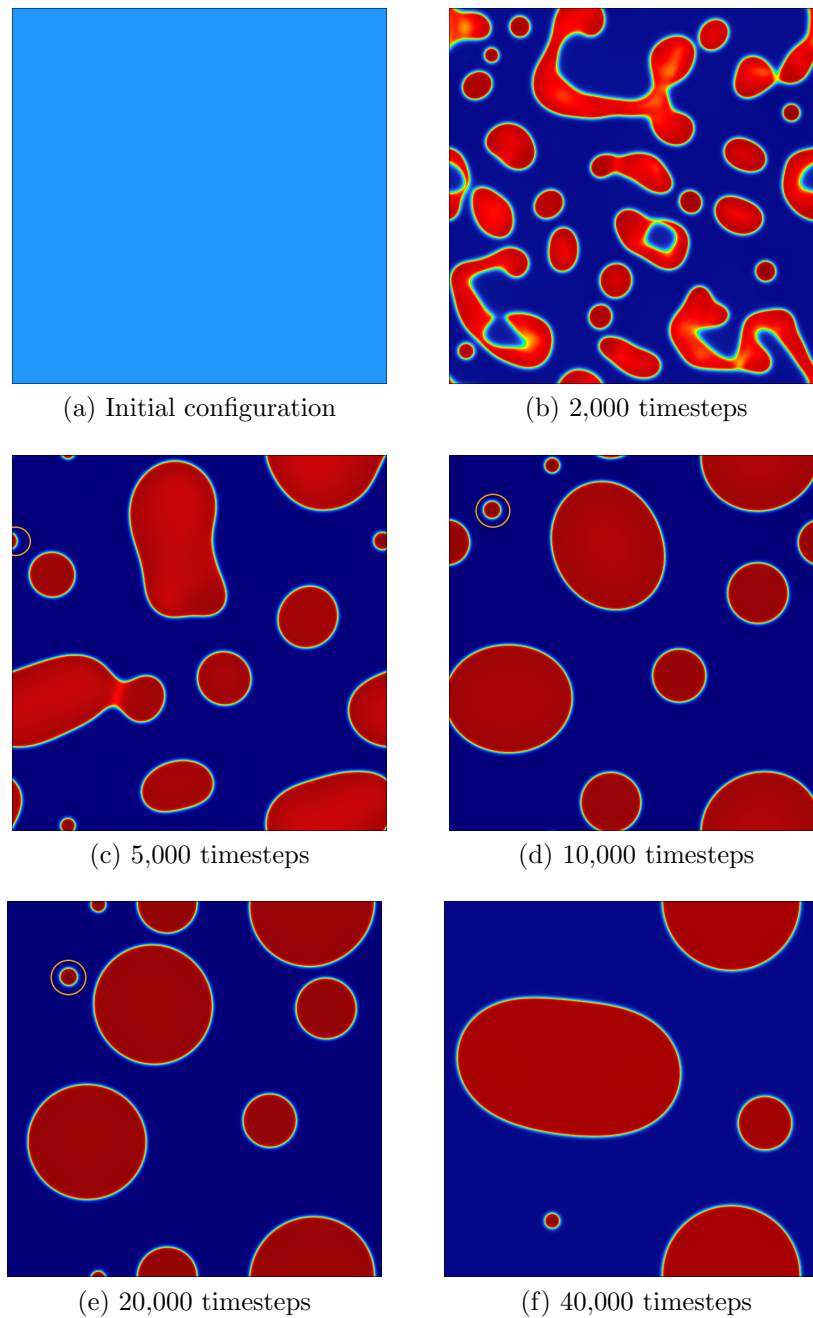 (a) Initial configuration
(b) 2,000 timesteps
(c) 5,000 timesteps
(d) 10,000 timesteps
(e) 20,000 timesteps
(f) 40,000 timesteps